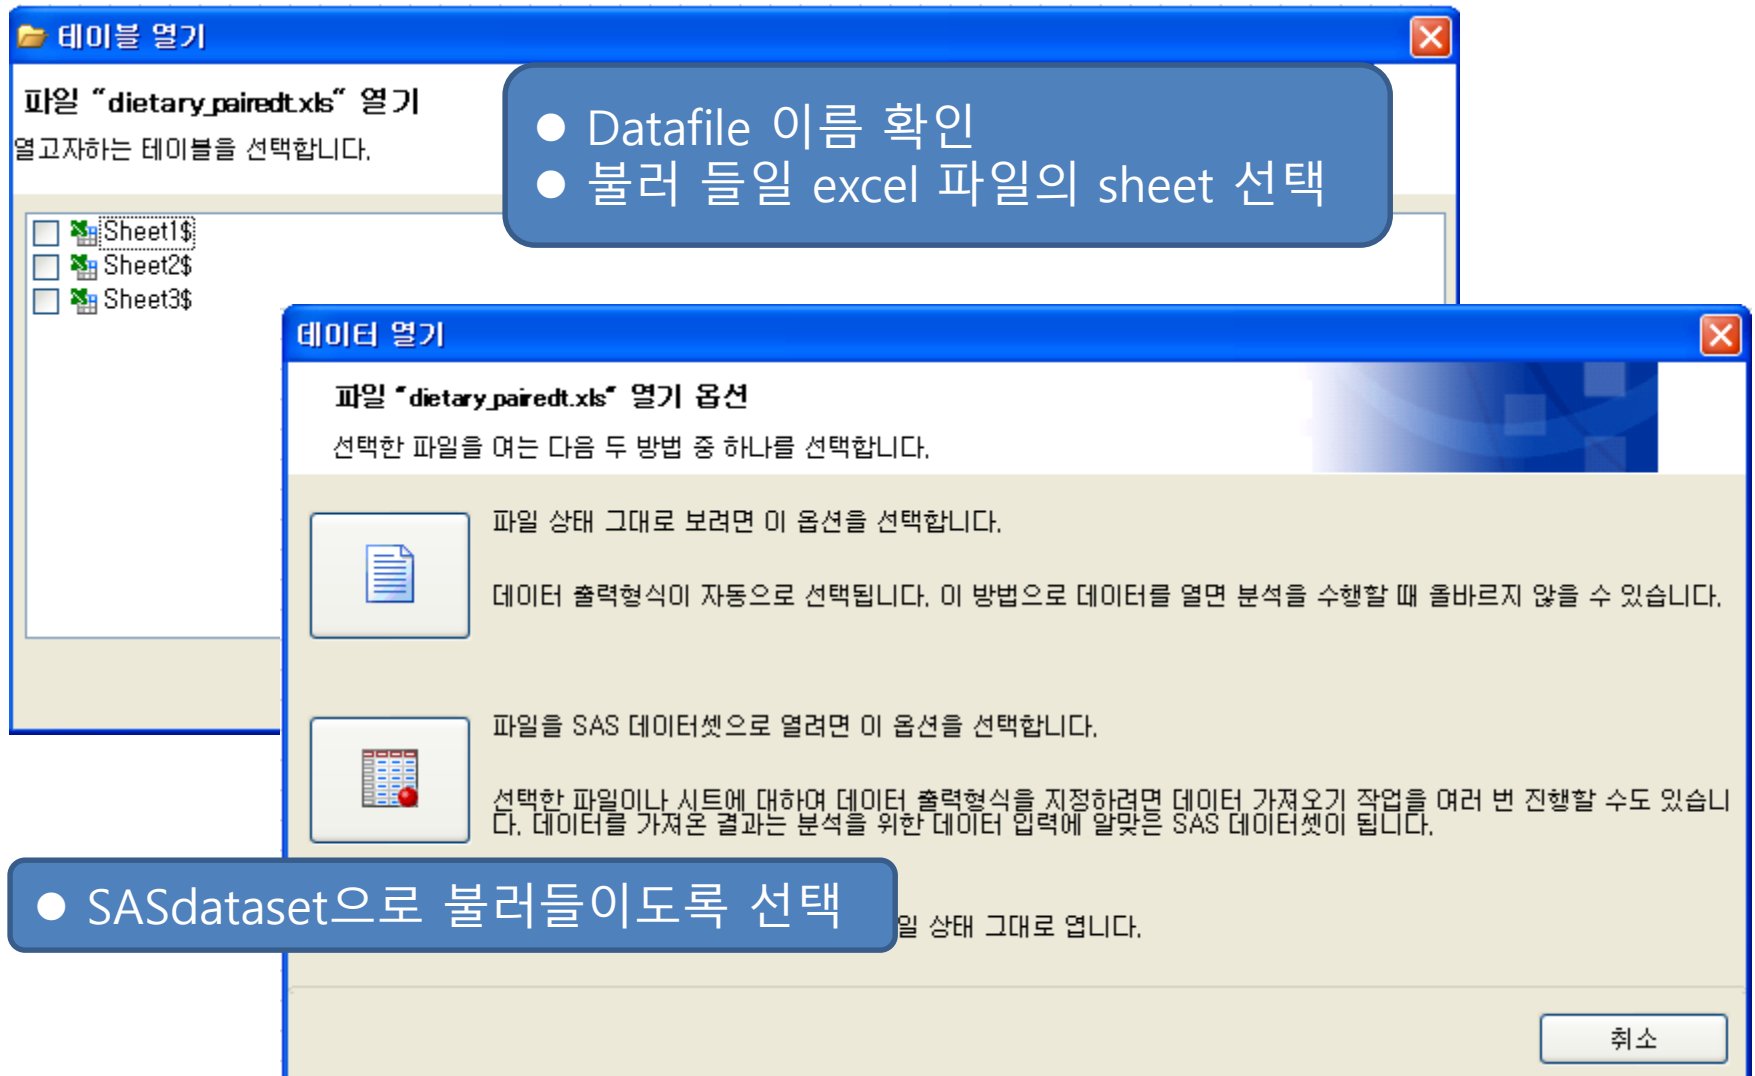 테이블 열기
파일 "dietary_pairedt.xls" 열기
열고자하는 테이블을 선택합니다.
● Datafile 이름 확인
● 불러 들일 excel 파일의 sheet 선택
Sheet1$
Sheet2$
Sheet3$
데이터 열기
파일 "dietary_pairedt.xls" 열기 옵션
선택한 파일을 여는 다음 두 방법 중 하나를 선택합니다.
파일 상태 그대로 보려면 이 옵션을 선택합니다.
데이터 출력형식이 자동으로 선택됩니다. 이 방법으로 데이터를 열면 분석을 수행할 때 올바르지 않을 수 있습니다.
파일을 SAS 데이터셋으로 열려면 이 옵션을 선택합니다.
선택한 파일이나 시트에 대하여 데이터 출력형식을 지정하려면 데이터 가져오기 작업을 여러 번 진행할 수도 있습니
다. 데이터를 가져온 결과는 분석을 위한 데이터 입력에 알맞은 SAS 데이터셋이 됩니다.
● SASdataset으로 불러들이도록 선택
일 상태 그대로 엽니다.
취소